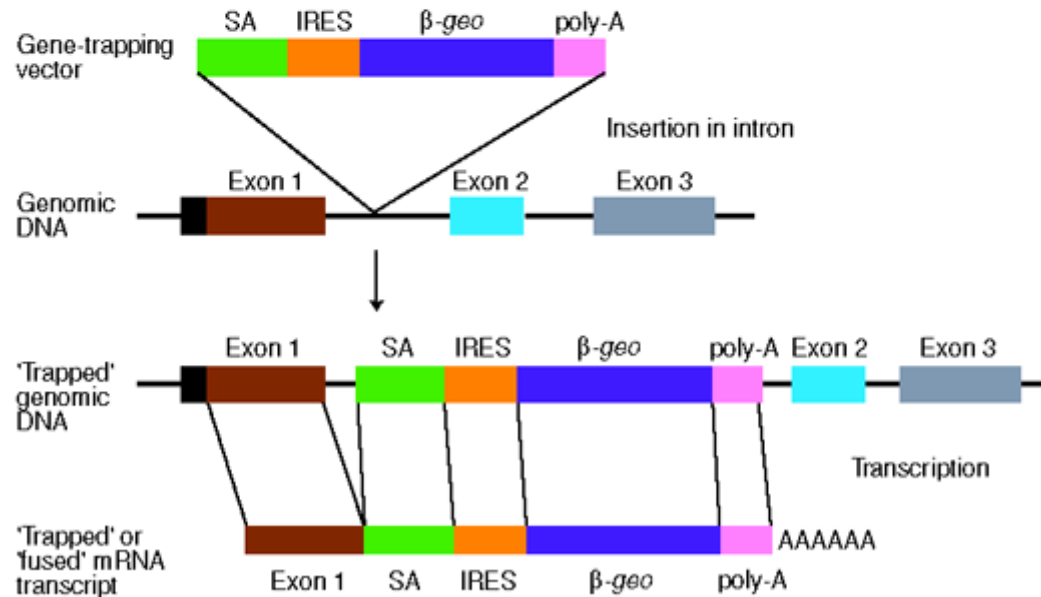 SA IRES β-geo poly-A
Gene-trapping
vector
Insertion in intron
Exon 1 Exon 2 Exon 3
Genomic
DNA
Exon 1 SA IRES β-geo poly-A Exon 2 Exon 3
'Trapped'
genomic
DNA
Transcription
'Trapped' or
'fused' mRNA
transcript
AAAAAA
Exon 1 SA IRES β-geo poly-A